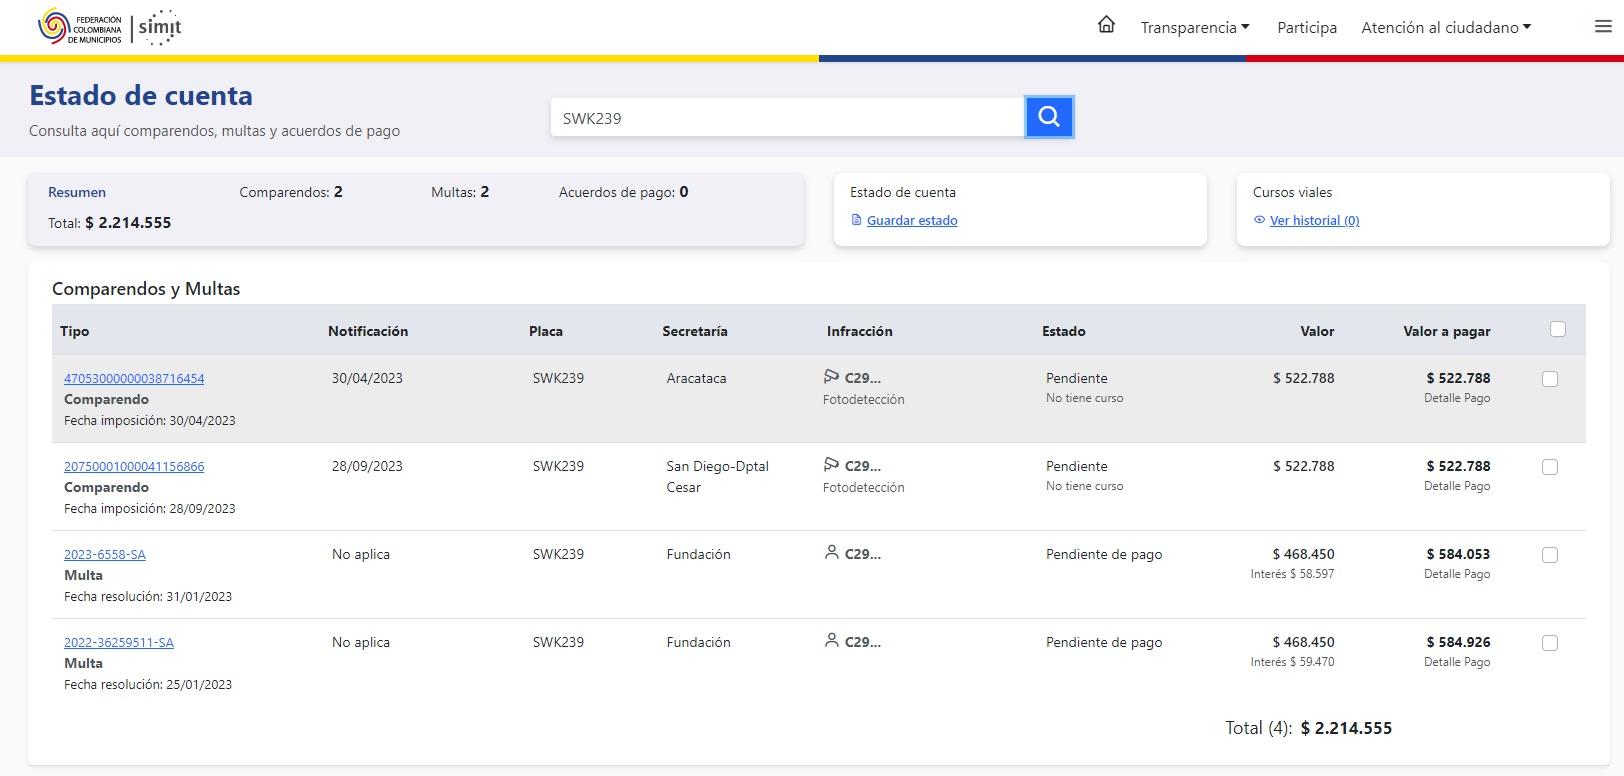 FEDERACIÓN
COLOMBIANA
DE MUNICIPIOS
simit
Transparencia
Participa
Atención al ciudadano
Estado de cuenta
Consulta aquí comparendos, multas y acuerdos de pago
SWK239
Resumen Comparendos: 2 Multas: 2 Acuerdos de pago: 0
Total: $ 2.214.555
Estado de cuenta
Guardar estado
Cursos viales
Ver historial (0)
Comparendos y Multas
Tipo Notificación Placa Secretaría Infracción Estado Valor Valor a pagar
47053000000038716454 30/04/2023 SWK239 Aracataca C29... Pendiente $ 522.788 $ 522.788
Comparendo Fotodetección No tiene curso Detalle Pago
Fecha imposición: 30/04/2023
20750001000041156866 28/09/2023 SWK239 San Diego-Dptal C29... Pendiente $ 522.788 $ 522.788
Comparendo Cesar Fotodetección No tiene curso Detalle Pago
Fecha imposición: 28/09/2023
2023-6558-SA No aplica SWK239 Fundación C29... Pendiente de pago $ 468.450 $ 584.053
Multa Interés $ 58.597 Detalle Pago
Fecha resolución: 31/01/2023
2022-36259511-SA No aplica SWK239 Fundación C29... Pendiente de pago $ 468.450 $ 584.926
Multa Interés $ 59.470 Detalle Pago
Fecha resolución: 25/01/2023
Total (4): $ 2.214.555